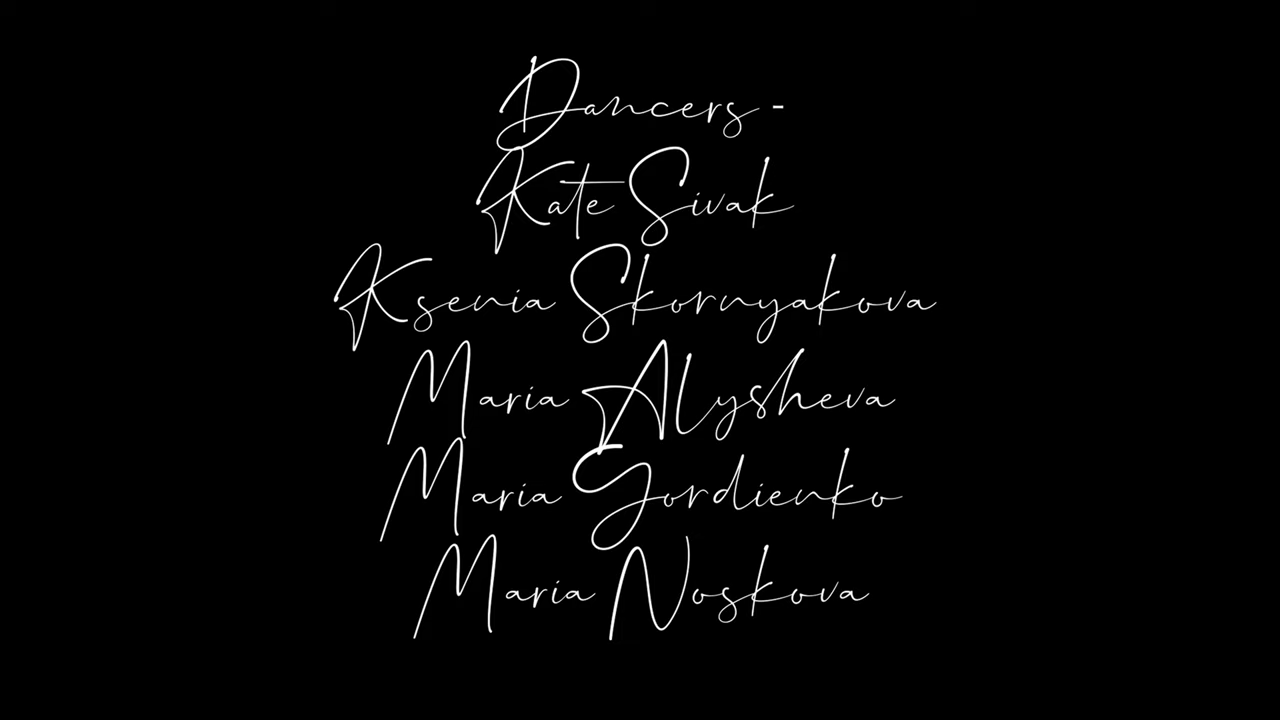 Dancers -
Kate Sivak
Ksenia Skornyakova
Maria Alysheva
Maria Gordienko
Maria Noskova